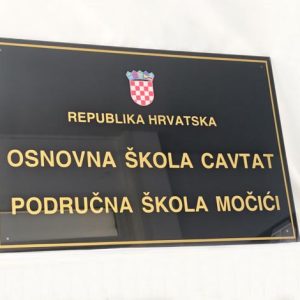 REPUBLIKA HRVATSKA
OSNOVNA ŠKOLA CAVTAT
PODRUČNA ŠKOLA MOČIĆI